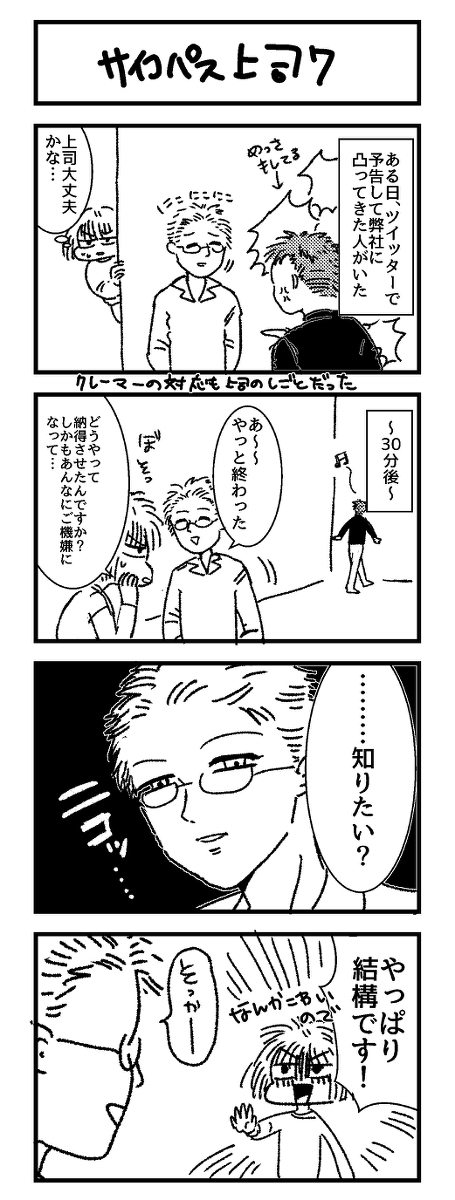 サイコパス上司7
ある日、ツイッターで
予告して弊社に
凸ってきた人がいた
めっさ
キレてる
上司大丈夫
かな…
クレーマーの対応も上司のしごとだった
～30分後～
あ～～
やっと終わった
ぼそっ
どうやって
納得させたんですか?
しかもあんなにご機嫌に
なって…
………知りたい?
ニコッ……
やっぱり
結構です!
なんかこわい
ので
そっかー